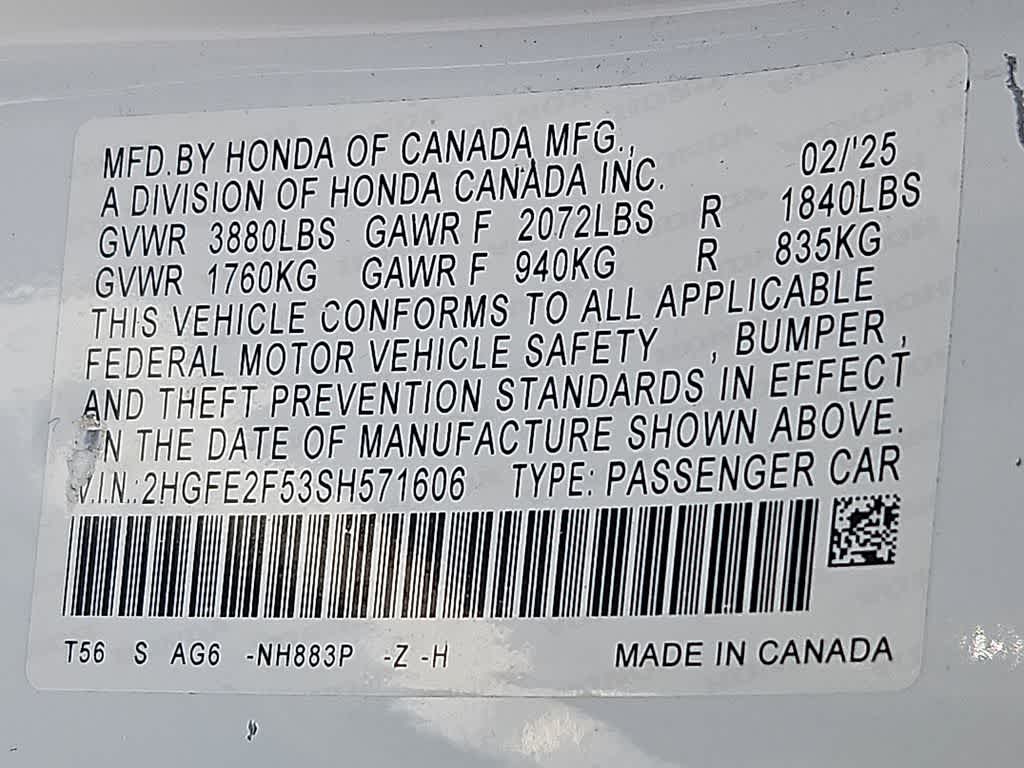 MFD.BY HONDA OF CANADA MFG.,
A DIVISION OF HONDA CANADA INC. 02/'25
GVWR 3880LBS GAWR F 2072LBS R 1840LBS
GVWR 1760KG GAWR F 940KG R 835KG
THIS VEHICLE CONFORMS TO ALL APPLICABLE
FEDERAL MOTOR VEHICLE SAFETY , BUMPER ,
AND THEFT PREVENTION STANDARDS IN EFFECT
ON THE DATE OF MANUFACTURE SHOWN ABOVE.
V.I.N.:2HGFE2F53SH571606 TYPE: PASSENGER CAR
T56 S AG6 -NH883P -Z -H MADE IN CANADA